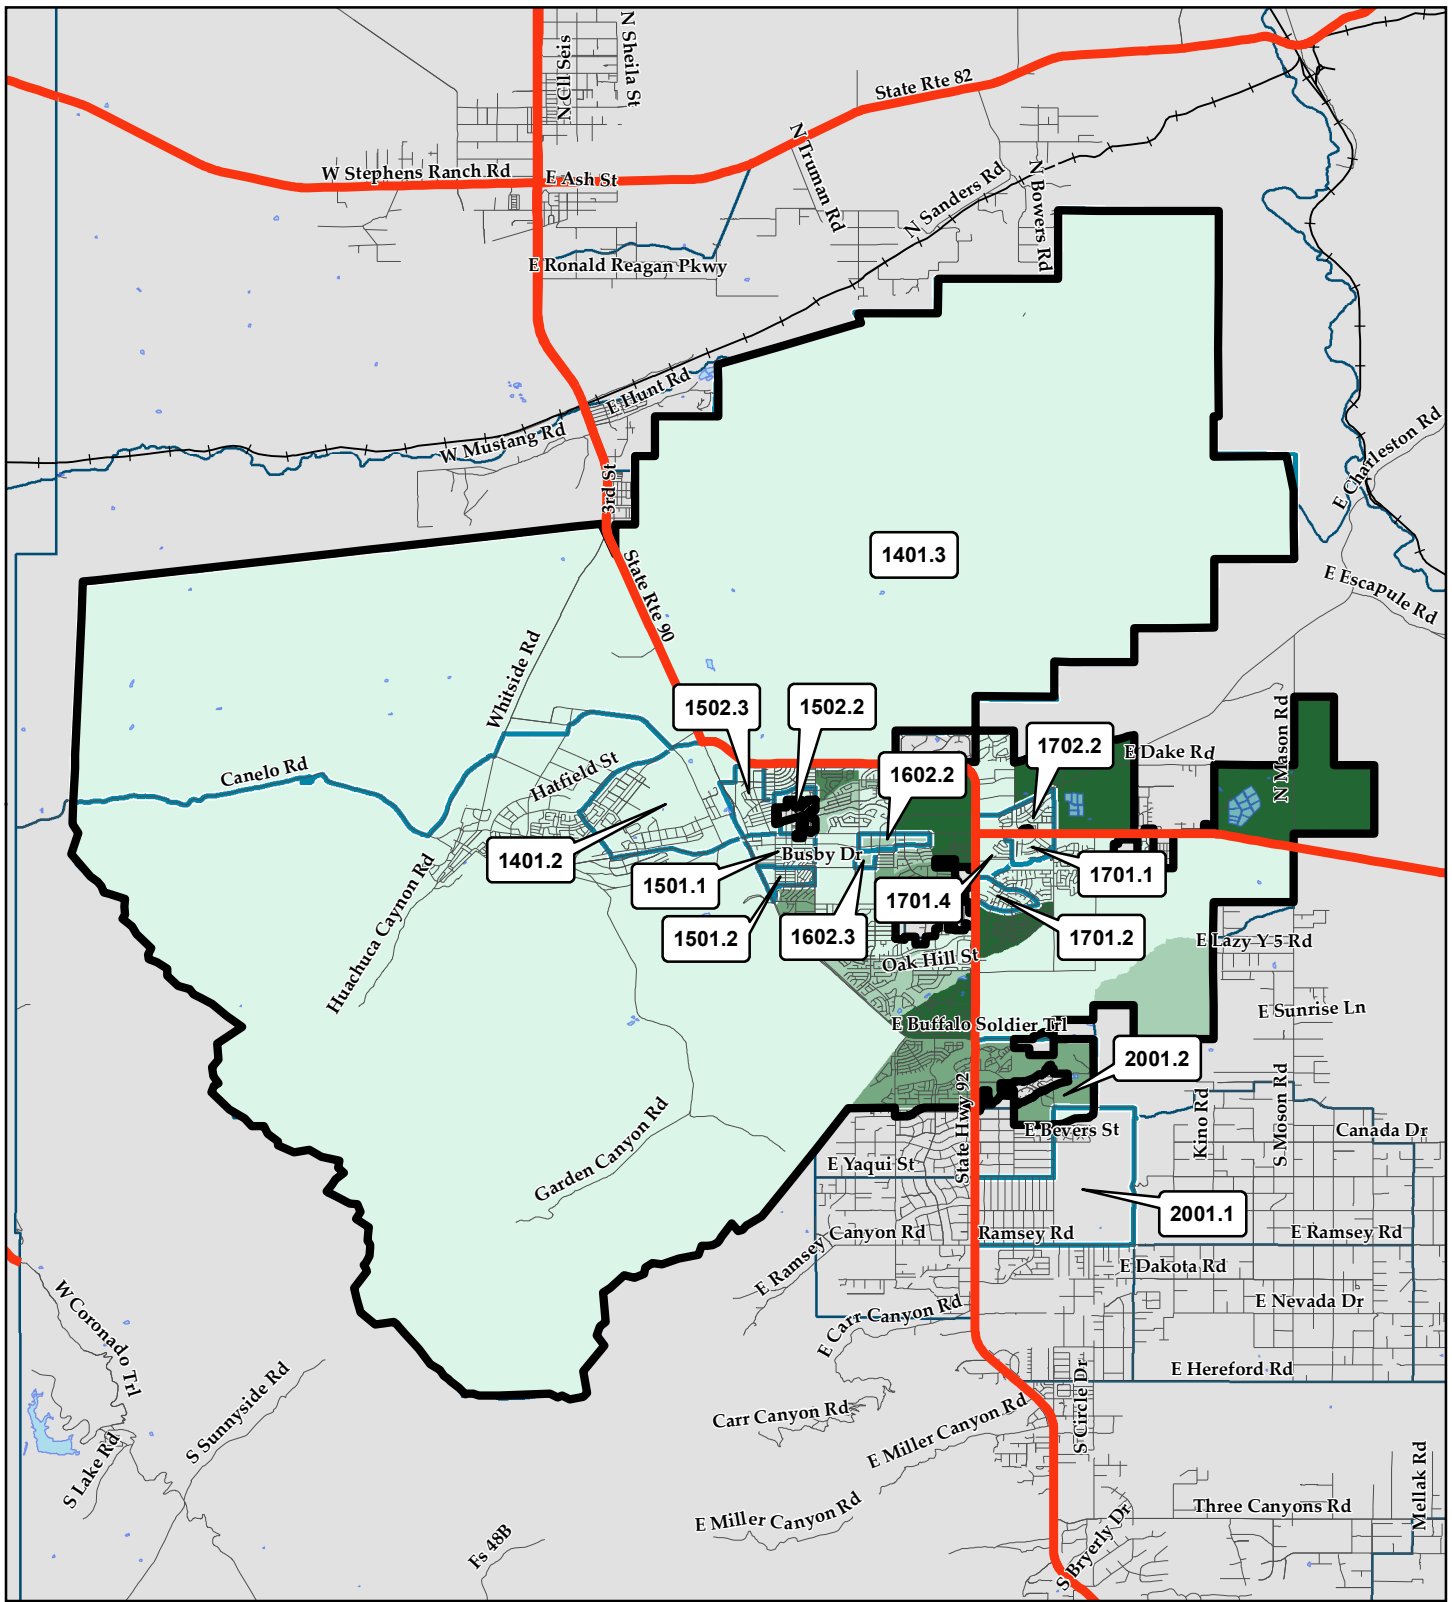 N Sheila St
N Cll Seis
State Rte 82
W Stephens Ranch Rd
E Ash St
N Truman Rd
N Sanders Rd
N Bowers Rd
E Ronald Reagan Pkwy
E Hunt Rd
W Mustang Rd
E Charleston Rd
3rd St
1401.3
State Rte 90
E Escapule Rd
Whitside Rd
1502.3
1502.2
1702.2
E Dake Rd
N Mason Rd
Canelo Rd
Hatfield St
1602.2
1401.2
Busby Dr
1501.1
1701.4
1701.1
Huachuca Caynon Rd
1501.2
1602.3
1701.2
E Lazy Y 5 Rd
Oak Hill St
E Sunrise Ln
E Buffalo Soldier Trl
2001.2
State Hwy 92
Kino Rd
S Moson Rd
E Bevers St
Canada Dr
Garden Canyon Rd
E Yaqui St
2001.1
E Ramsey Canyon Rd
Ramsey Rd
E Ramsey Rd
E Dakota Rd
W Coronado Trl
E Carr Canyon Rd
E Nevada Dr
E Hereford Rd
S Sunnyside Rd
S Circle Dr
Carr Canyon Rd
E Miller Canyon Rd
S Lake Rd
Mellak Rd
E Miller Canyon Rd
Three Canyons Rd
Fs 48B
S Bryerly Dr